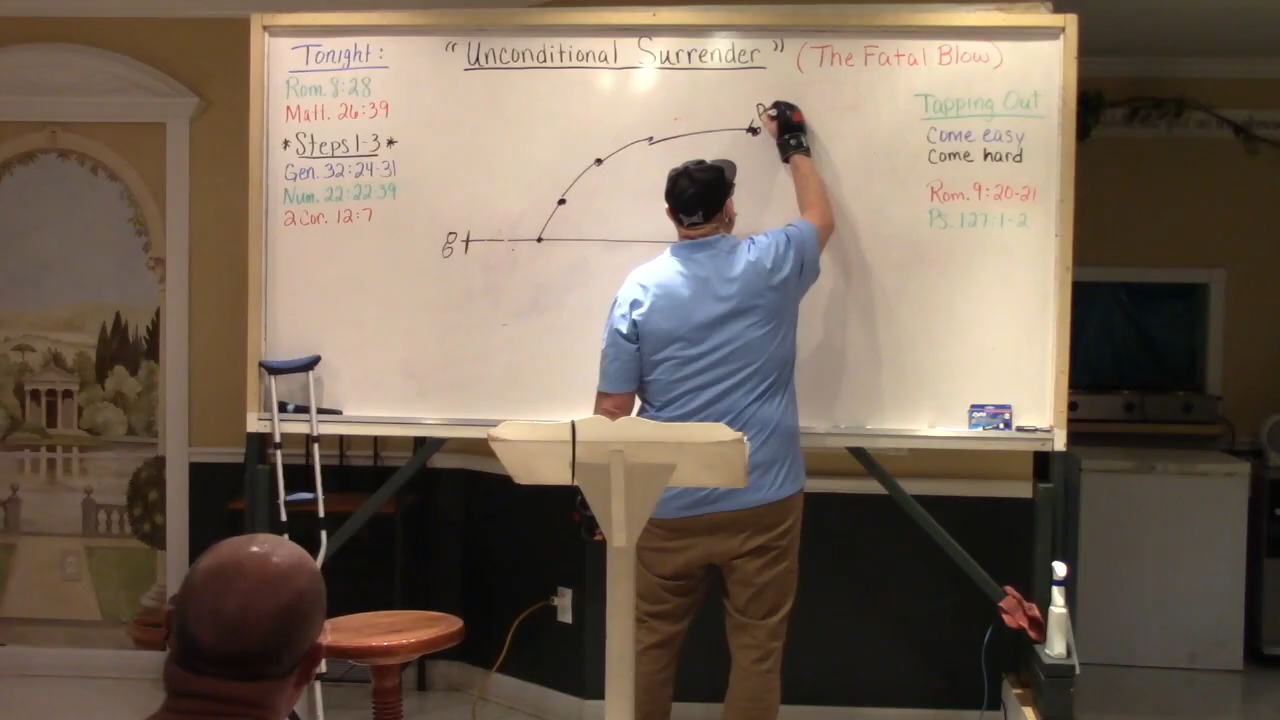 Tonight:
"Unconditional Surrender" (The Fatal Blow)
Rom. 8:28
Matt. 26:39
*Steps 1-3*
Gen. 32:24-31
Num. 22:22-39
2 Cor. 12:7
Tapping Out
Come easy
Come hard
Rom. 9:20-21
Ps. 127:1-2